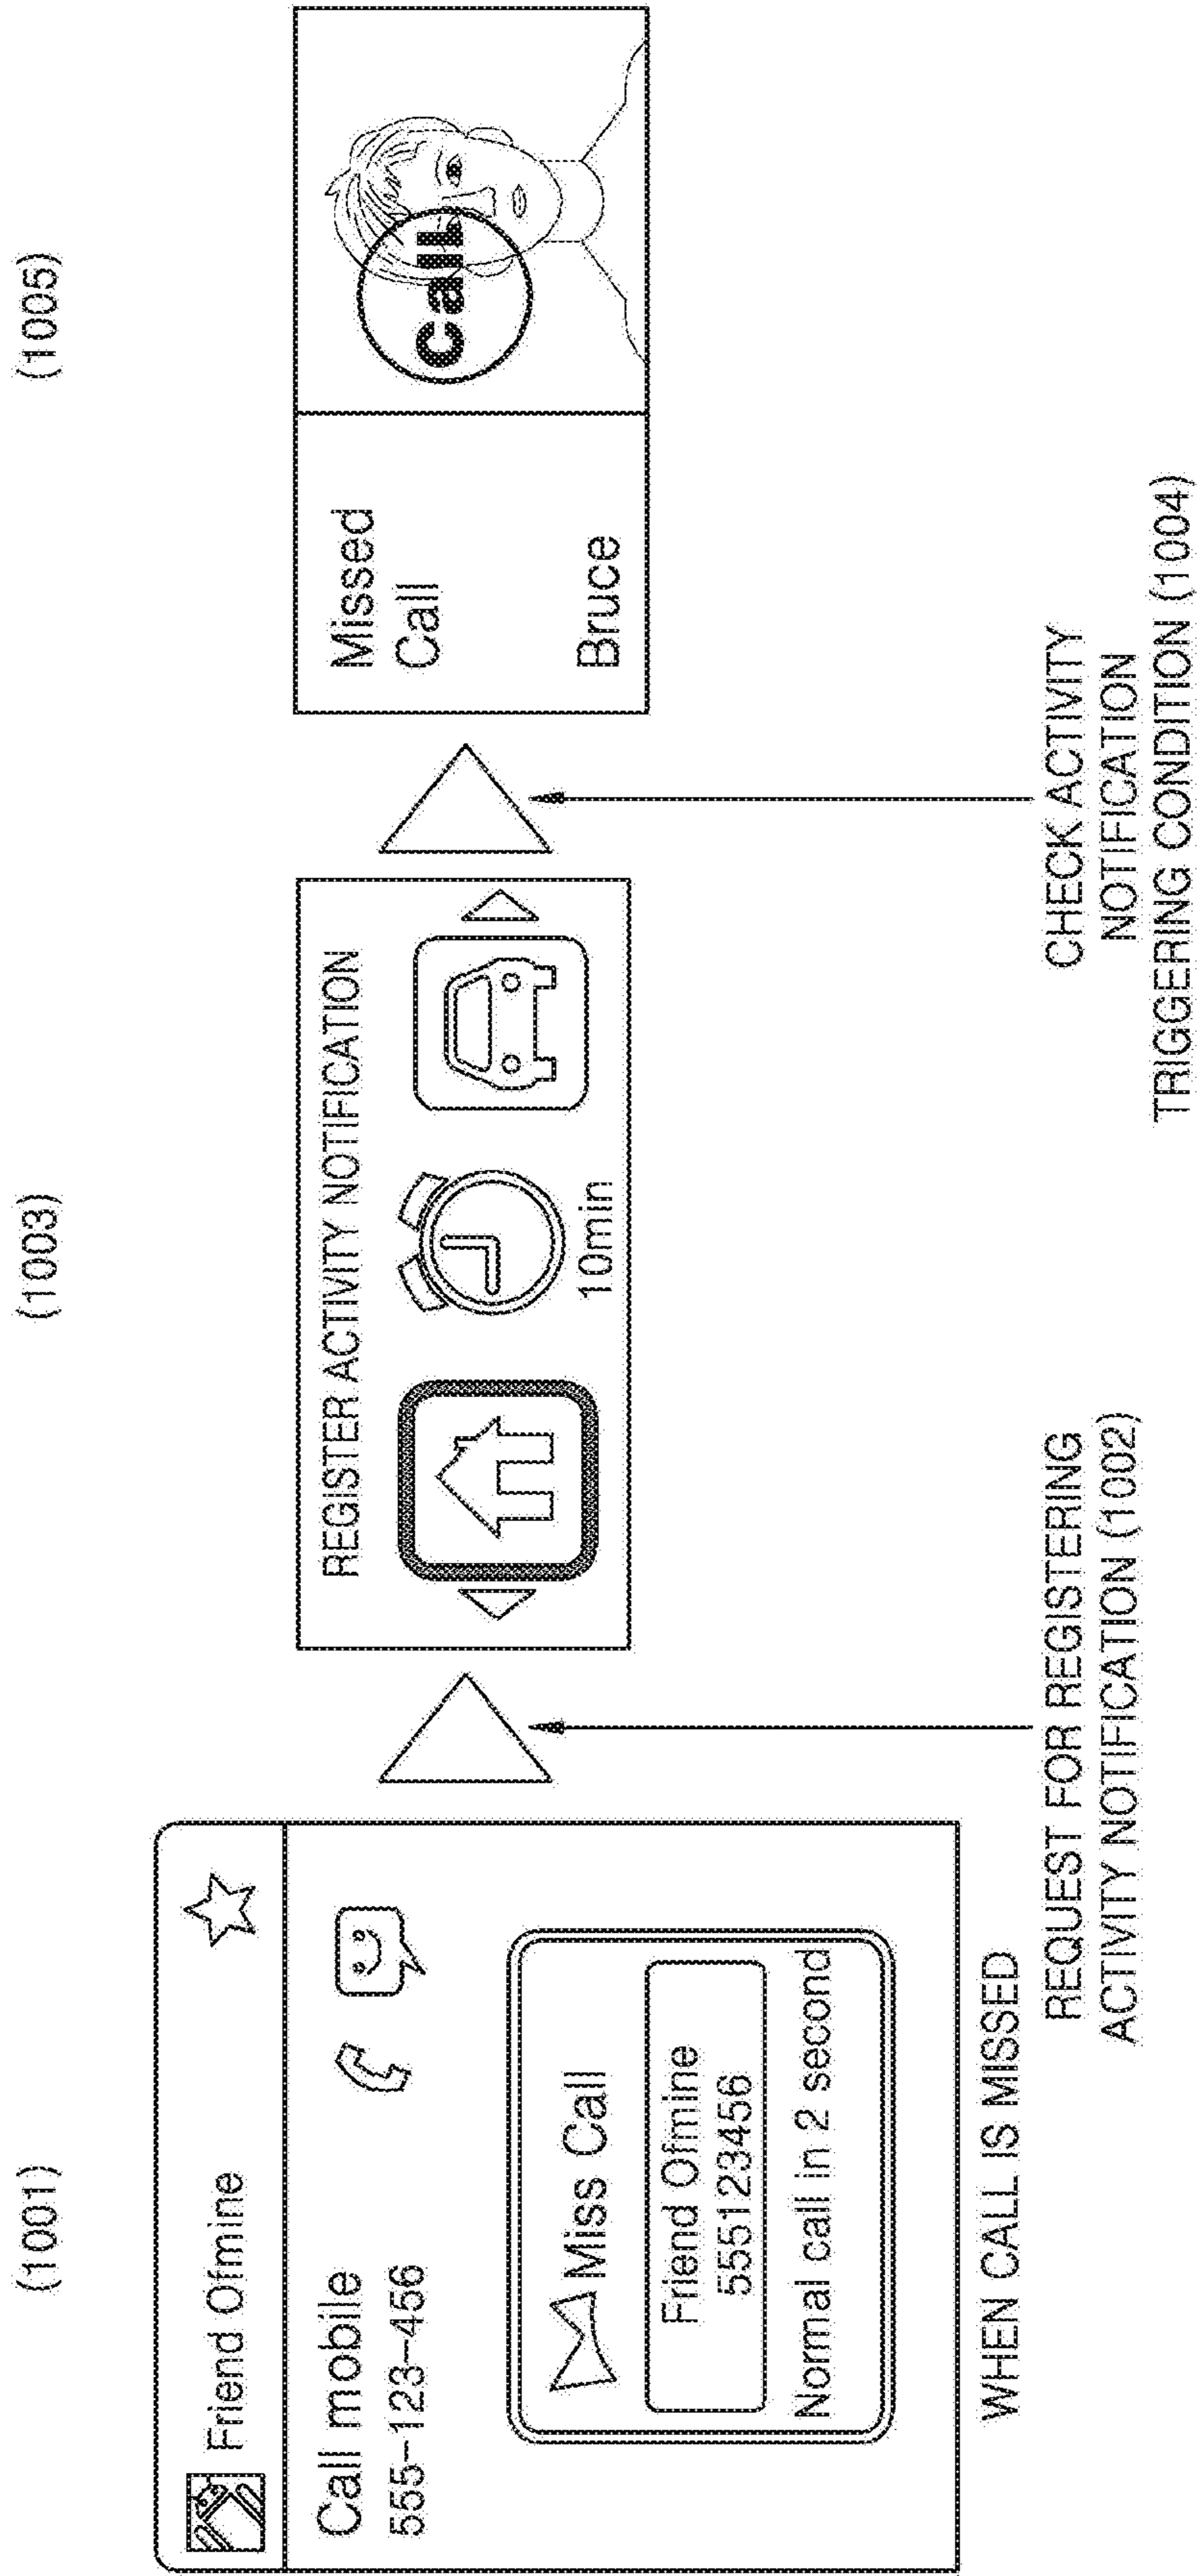 (1001)
Friend Ofmine
Call mobile
555-123-456
Miss Call
Friend Ofmine
555123456
Normal call in 2 second
WHEN CALL IS MISSED
REQUEST FOR REGISTERING
ACTIVITY NOTIFICATION (1002)
(1003)
REGISTER ACTIVITY NOTIFICATION
10min
CHECK ACTIVITY
NOTIFICATION
TRIGGERING CONDITION (1004)
(1005)
Missed
Call
Bruce
Call